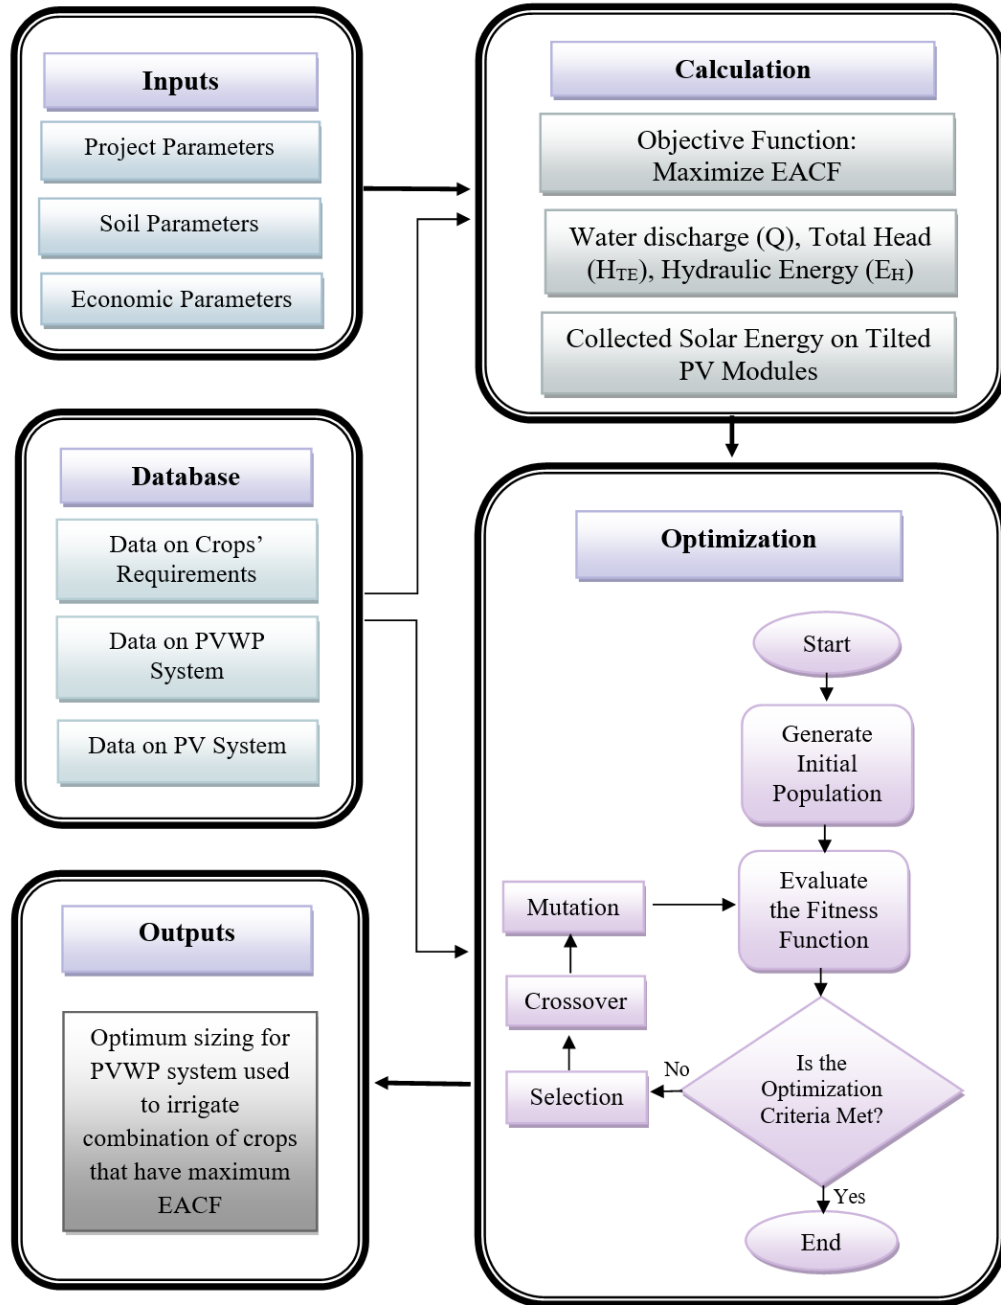 Inputs
Project Parameters
Soil Parameters
Economic Parameters
Calculation
Objective Function:
Maximize EACF
Water discharge (Q), Total Head
(HTE), Hydraulic Energy (EH)
Collected Solar Energy on Tilted
PV Modules
Database
Data on Crops’
Requirements
Data on PVWP
System
Data on PV System
Optimization
Start
Generate
Initial
Population
Evaluate
the Fitness
Function
Mutation
Crossover
Selection
No
Is the
Optimization
Criteria Met?
Yes
End
Outputs
Optimum sizing for
PVWP system used
to irrigate
combination of crops
that have maximum
EACF